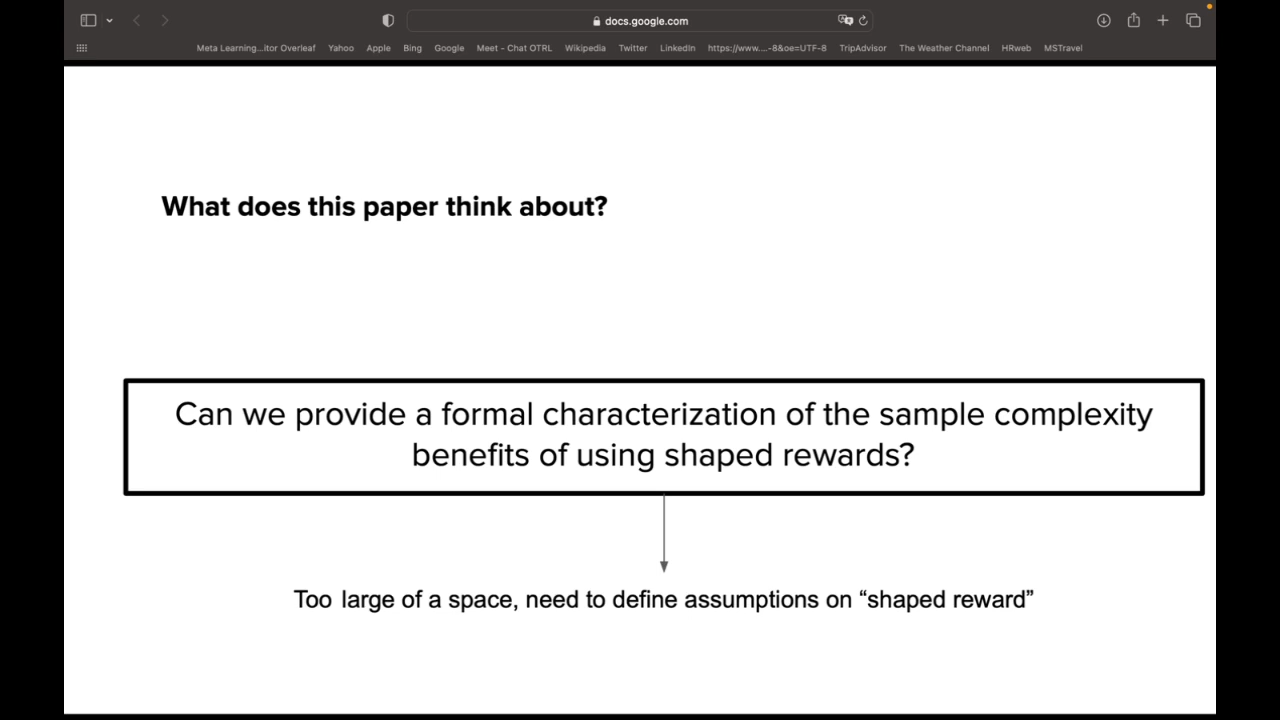 docs.google.com
Meta Learning...itor Overleaf Yahoo Apple Bing Google Meet - Chat OTRL Wikipedia Twitter LinkedIn https://www....-8&oe=UTF-8 TripAdvisor The Weather Channel HRweb MSTravel
What does this paper think about?
Can we provide a formal characterization of the sample complexity
benefits of using shaped rewards?
Too large of a space, need to define assumptions on “shaped reward”